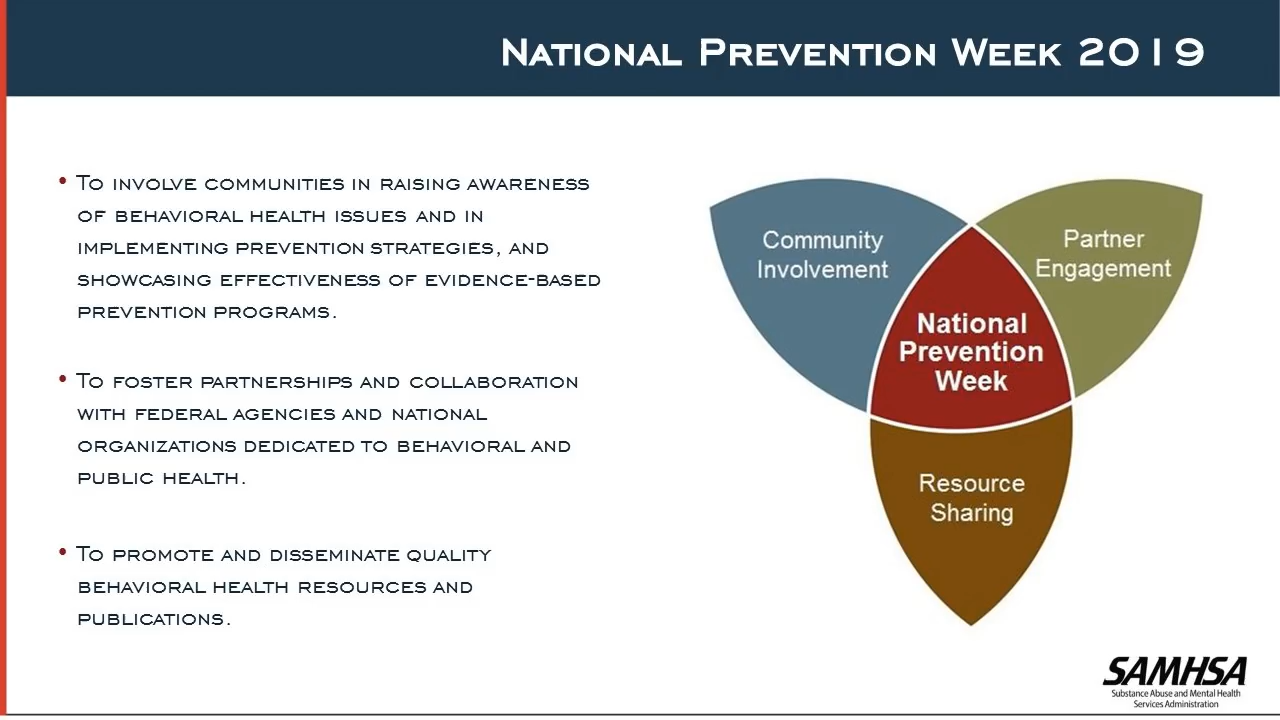 National Prevention Week 2019
• To involve communities in raising awareness
of behavioral health issues and in
implementing prevention strategies, and
showcasing effectiveness of evidence-based
prevention programs.
• To foster partnerships and collaboration
with federal agencies and national
organizations dedicated to behavioral and
public health.
• To promote and disseminate quality
behavioral health resources and
publications.
Community
Involvement
Partner
Engagement
National
Prevention
Week
Resource
Sharing
SAMHSA
Substance Abuse and Mental Health
Services Administration